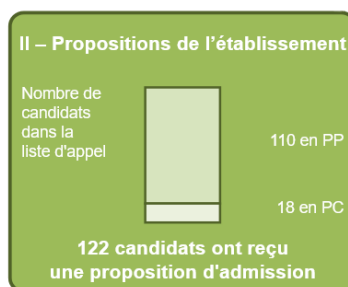 II – Propositions de l'établissement
Nombre de
candidats
dans la
liste d'appel
110 en PP
18 en PC
122 candidats ont reçu
une proposition d'admission